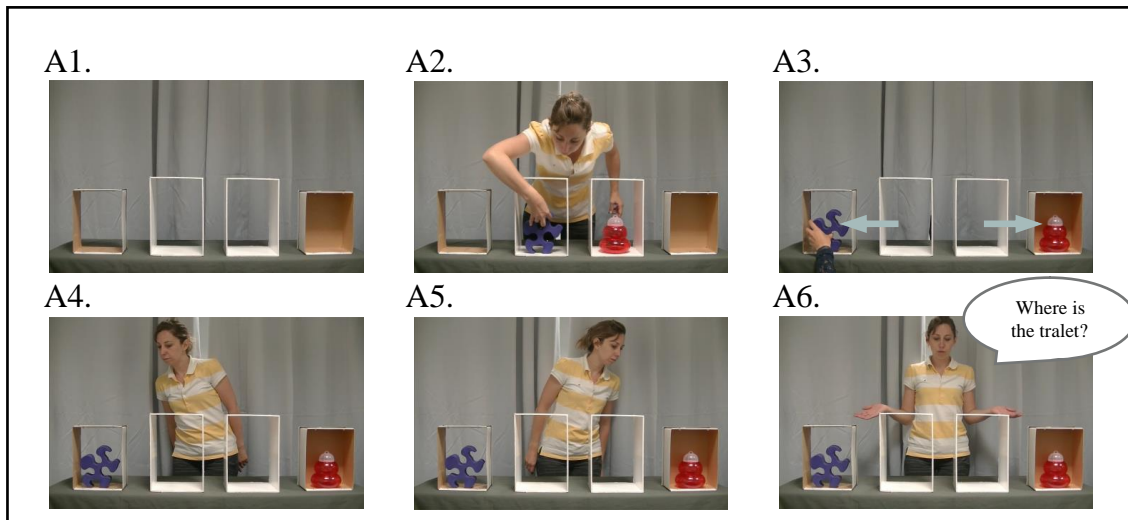 A1.
A2.
A3.
A4.
A5.
A6.
Where is
the tralet?